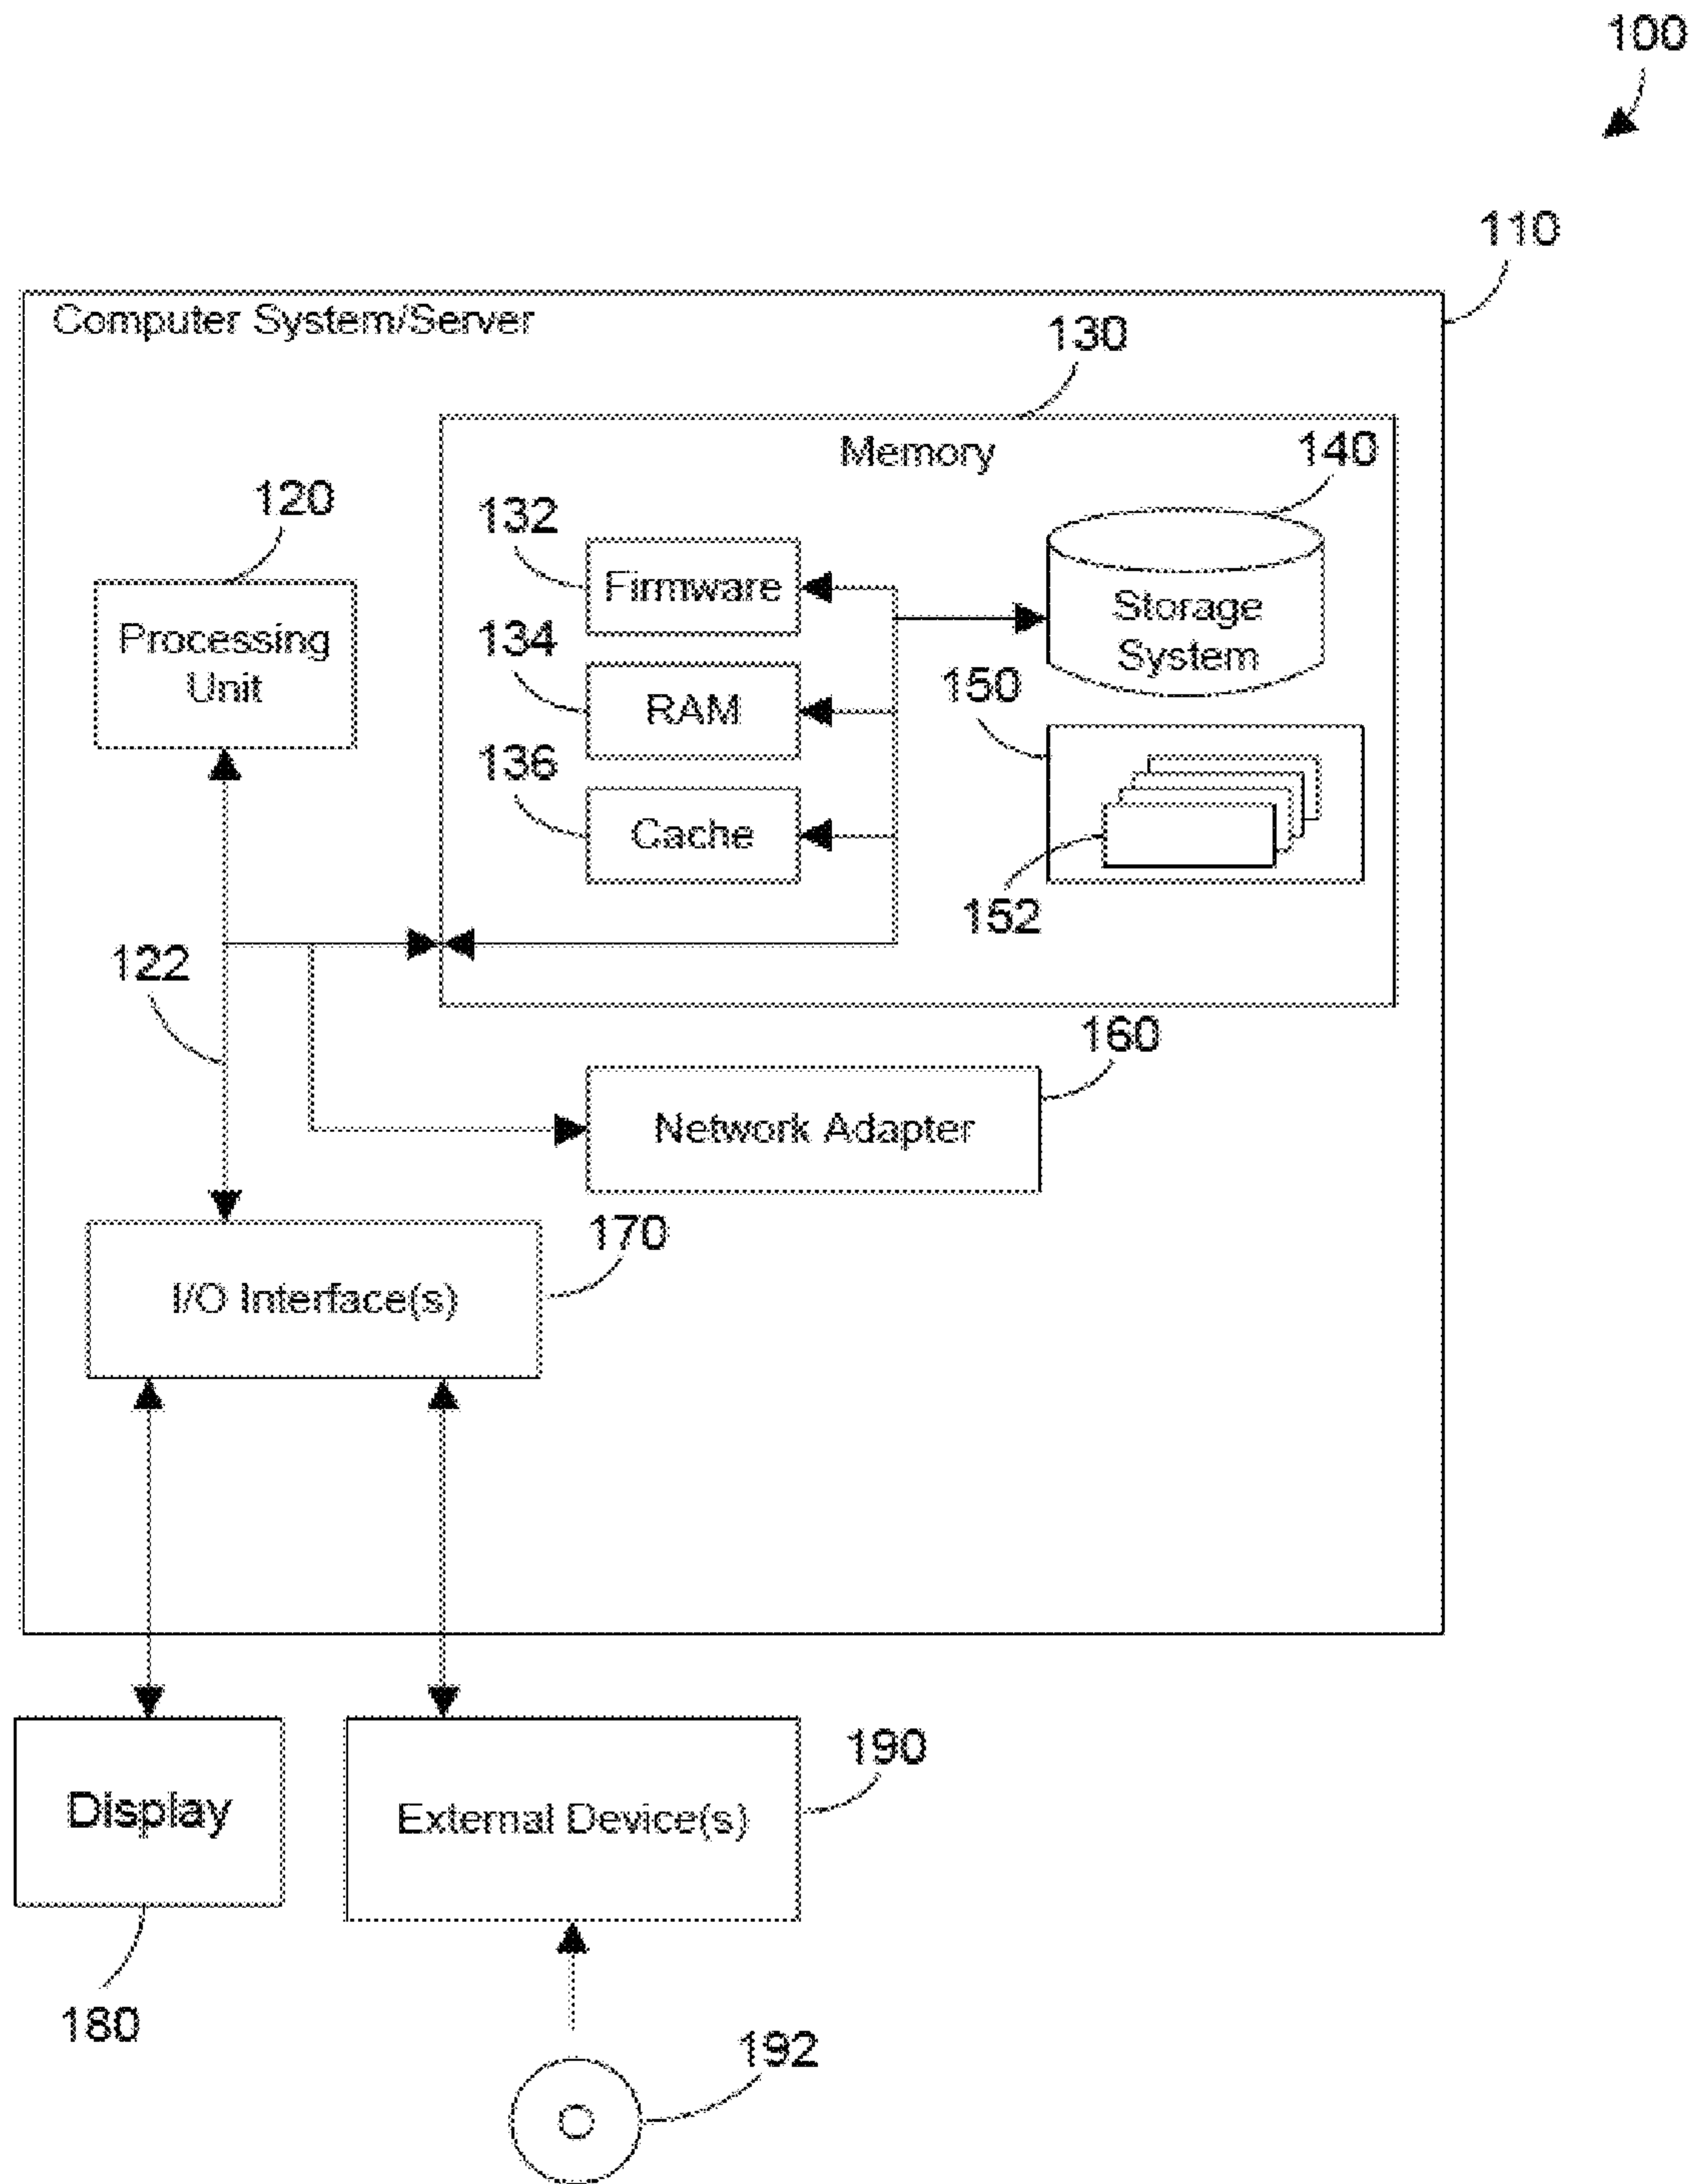 100
110
Computer System/Server
130
Memory
140
120
132
Firmware
Processing
Unit
Storage
System
134
RAM
150
136
Cache
152
122
160
Network Adapter
170
I/O Interface(s)
190
Display
External Device(s)
180
192